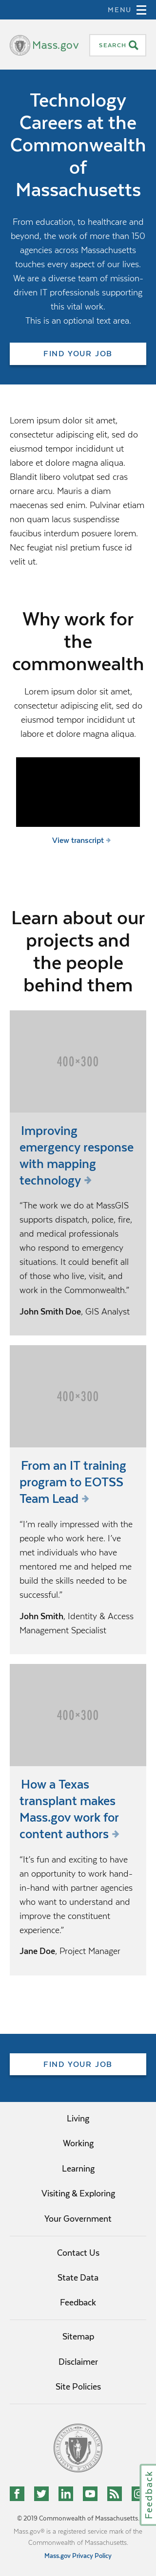 MENU
Mass.gov
SEARCH
Technology
Careers at the
Commonwealth
of
Massachusetts
From education, to healthcare and
beyond, the work of more than 150
agencies across Massachusetts
touches every aspect of our lives.
We are a diverse team of mission-
driven IT professionals supporting
this vital work.
This is an optional text area.
FIND YOUR JOB
Lorem ipsum dolor sit amet,
consectetur adipiscing elit, sed do
eiusmod tempor incididunt ut
labore et dolore magna aliqua.
Blandit libero volutpat sed cras
ornare arcu. Mauris a diam
maecenas sed enim. Pulvinar etiam
non quam lacus suspendisse
faucibus interdum posuere lorem.
Nec feugiat nisl pretium fusce id
velit ut.
Why work for
the
commonwealth
Lorem ipsum dolor sit amet,
consectetur adipiscing elit, sed do
eiusmod tempor incididunt ut
labore et dolore magna aliqua.
View transcript
Learn about our
projects and
the people
behind them
400×300
Improving
emergency response
with mapping
technology
“The work we do at MassGIS
supports dispatch, police, fire,
and medical professionals
who respond to emergency
situations. It could benefit all
of those who live, visit, and
work in the Commonwealth.”
John Smith Doe, GIS Analyst
400×300
From an IT training
program to EOTSS
Team Lead
“I’m really impressed with the
people who work here. I’ve
met individuals who have
mentored me and helped me
build the skills needed to be
successful.”
John Smith, Identity & Access
Management Specialist
400×300
How a Texas
transplant makes
Mass.gov work for
content authors
“It’s fun and exciting to have
an opportunity to work hand-
in-hand with partner agencies
who want to understand and
improve the constituent
experience.”
Jane Doe, Project Manager
FIND YOUR JOB
Living
Working
Learning
Visiting & Exploring
Your Government
Contact Us
State Data
Feedback
Sitemap
Disclaimer
Site Policies
Feedback
© 2019 Commonwealth of Massachusetts.
Mass.gov® is a registered service mark of the
Commonwealth of Massachusetts.
Mass.gov Privacy Policy